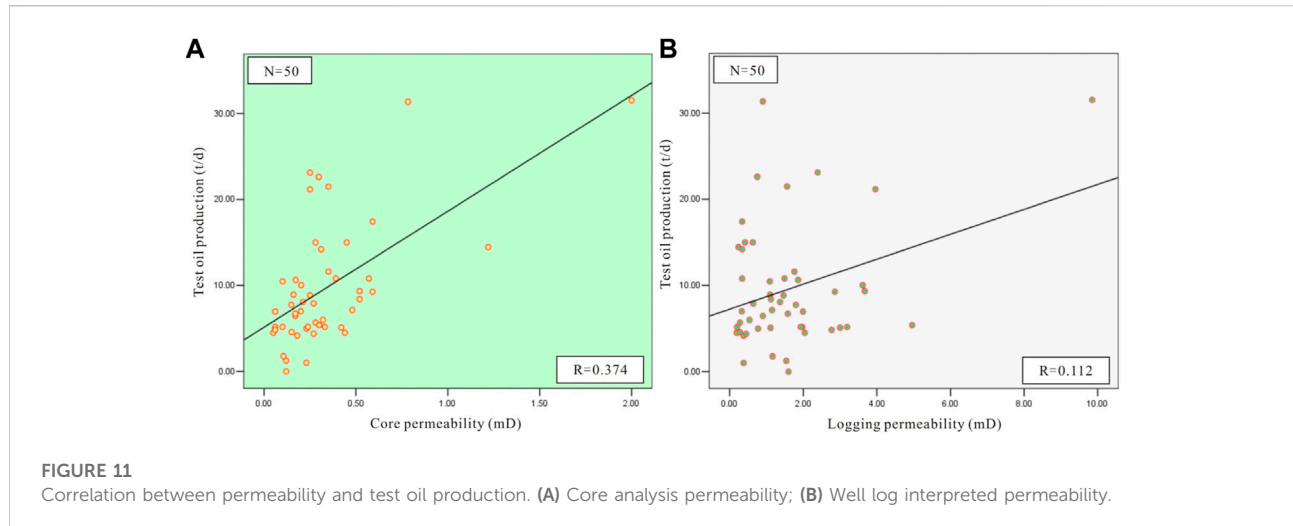 A
N=50
Test oil production (t/d)
30.00
20.00
10.00
0.00
R=0.374
0.00 0.50 1.00 1.50 2.00
Core permeability (mD)
B
N=50
Test oil production (t/d)
30.00
20.00
10.00
0.00
R=0.112
0.00 2.00 4.00 6.00 8.00 10.00
Logging permeability (mD)
FIGURE 11
Correlation between permeability and test oil production. (A) Core analysis permeability; (B) Well log interpreted permeability.